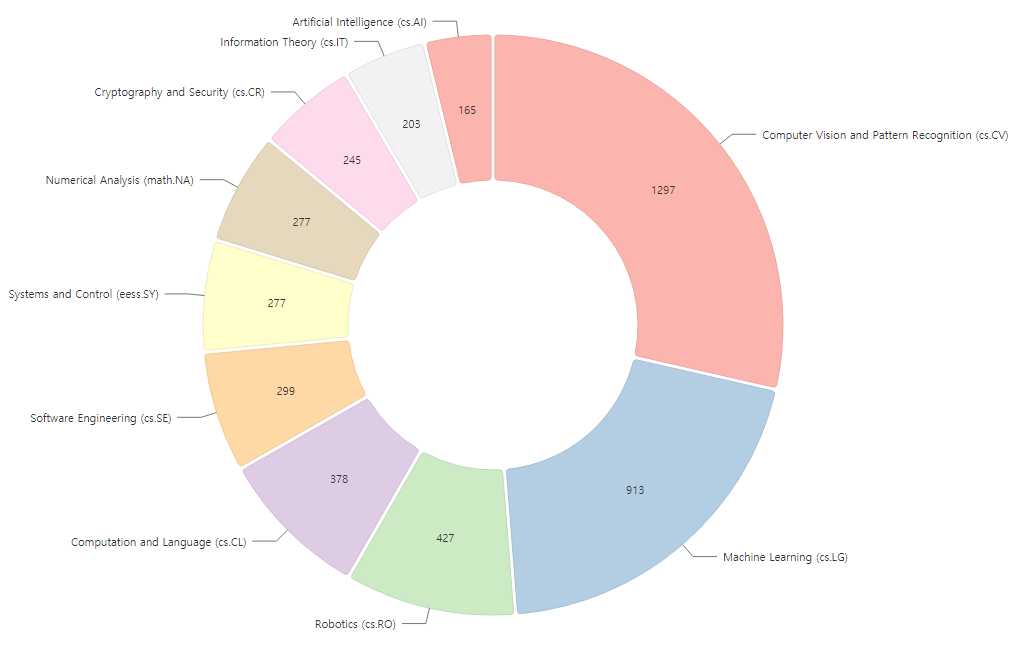 Artificial Intelligence (cs.AI)
Information Theory (cs.IT)
Cryptography and Security (cs.CR)
165
203
Computer Vision and Pattern Recognition (cs.CV)
245
Numerical Analysis (math.NA)
1297
277
Systems and Control (eess.SY)
277
299
Software Engineering (cs.SE)
378
913
Computation and Language (cs.CL)
427
Machine Learning (cs.LG)
Robotics (cs.RO)